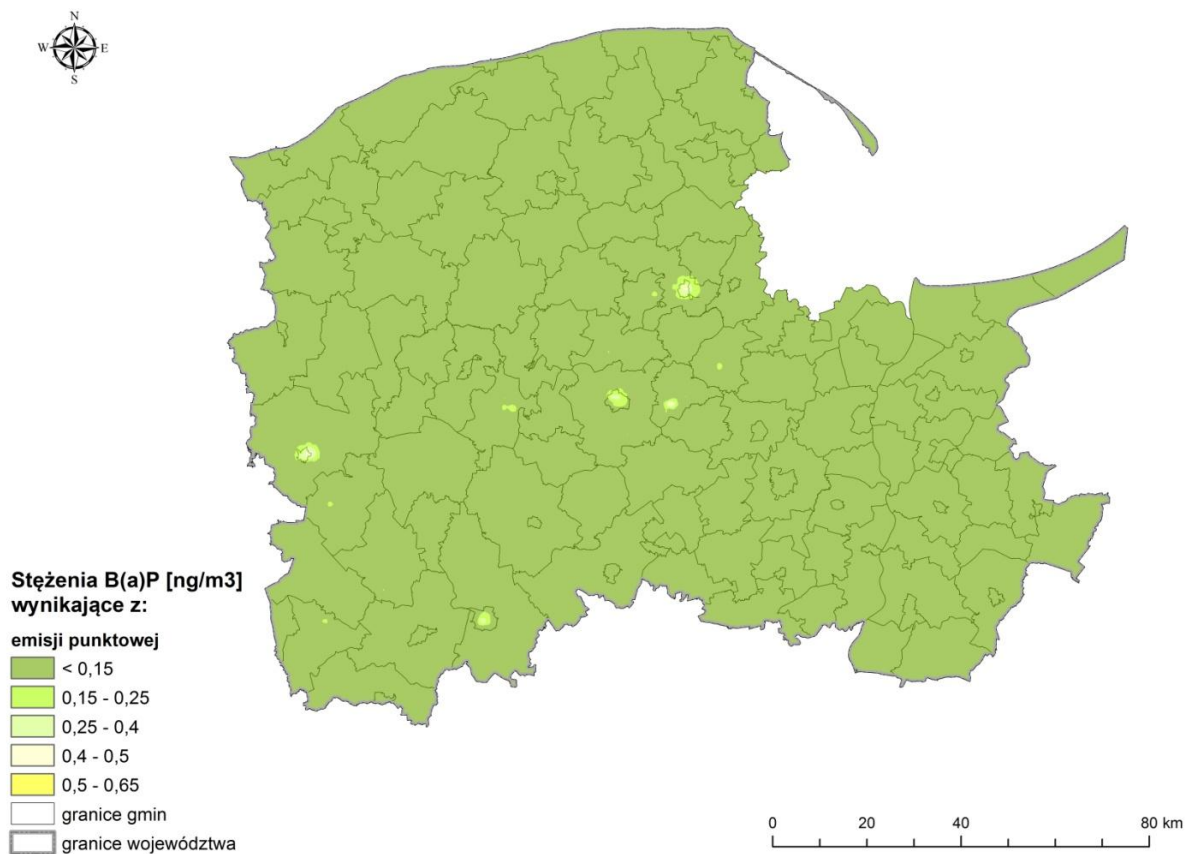 N
W E
S
Stężenia B(a)P [ng/m3]
wynikające z:
emisji punktowej
< 0,15
0,15 - 0,25
0,25 - 0,4
0,4 - 0,5
0,5 - 0,65
granice gmin
granice województwa
0 20 40 80 km